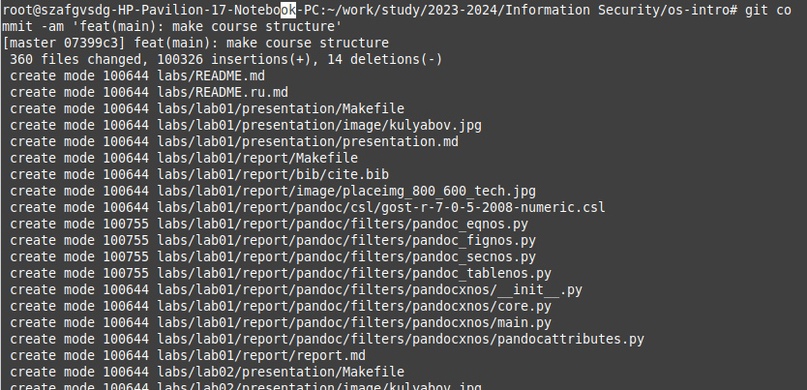 root@szafgvsdg-HP-Pavilion-17-Notebook-PC:~/work/study/2023-2024/Information Security/os-intro# git co
mmit -am 'feat(main): make course structure'
[master 07399c3] feat(main): make course structure
 360 files changed, 100326 insertions(+), 14 deletions(-)
 create mode 100644 labs/README.md
 create mode 100644 labs/README.ru.md
 create mode 100644 labs/lab01/presentation/Makefile
 create mode 100644 labs/lab01/presentation/image/kulyabov.jpg
 create mode 100644 labs/lab01/presentation/presentation.md
 create mode 100644 labs/lab01/report/Makefile
 create mode 100644 labs/lab01/report/bib/cite.bib
 create mode 100644 labs/lab01/report/image/placeimg_800_600_tech.jpg
 create mode 100644 labs/lab01/report/pandoc/csl/gost-r-7-0-5-2008-numeric.csl
 create mode 100755 labs/lab01/report/pandoc/filters/pandoc_eqnos.py
 create mode 100755 labs/lab01/report/pandoc/filters/pandoc_fignos.py
 create mode 100755 labs/lab01/report/pandoc/filters/pandoc_secnos.py
 create mode 100755 labs/lab01/report/pandoc/filters/pandoc_tablenos.py
 create mode 100644 labs/lab01/report/pandoc/filters/pandocxnos/__init__.py
 create mode 100644 labs/lab01/report/pandoc/filters/pandocxnos/core.py
 create mode 100644 labs/lab01/report/pandoc/filters/pandocxnos/main.py
 create mode 100644 labs/lab01/report/pandoc/filters/pandocxnos/pandocattributes.py
 create mode 100644 labs/lab01/report/report.md
 create mode 100644 labs/lab02/presentation/Makefile
 create mode 100644 labs/lab02/presentation/image/kulyabov.jpg